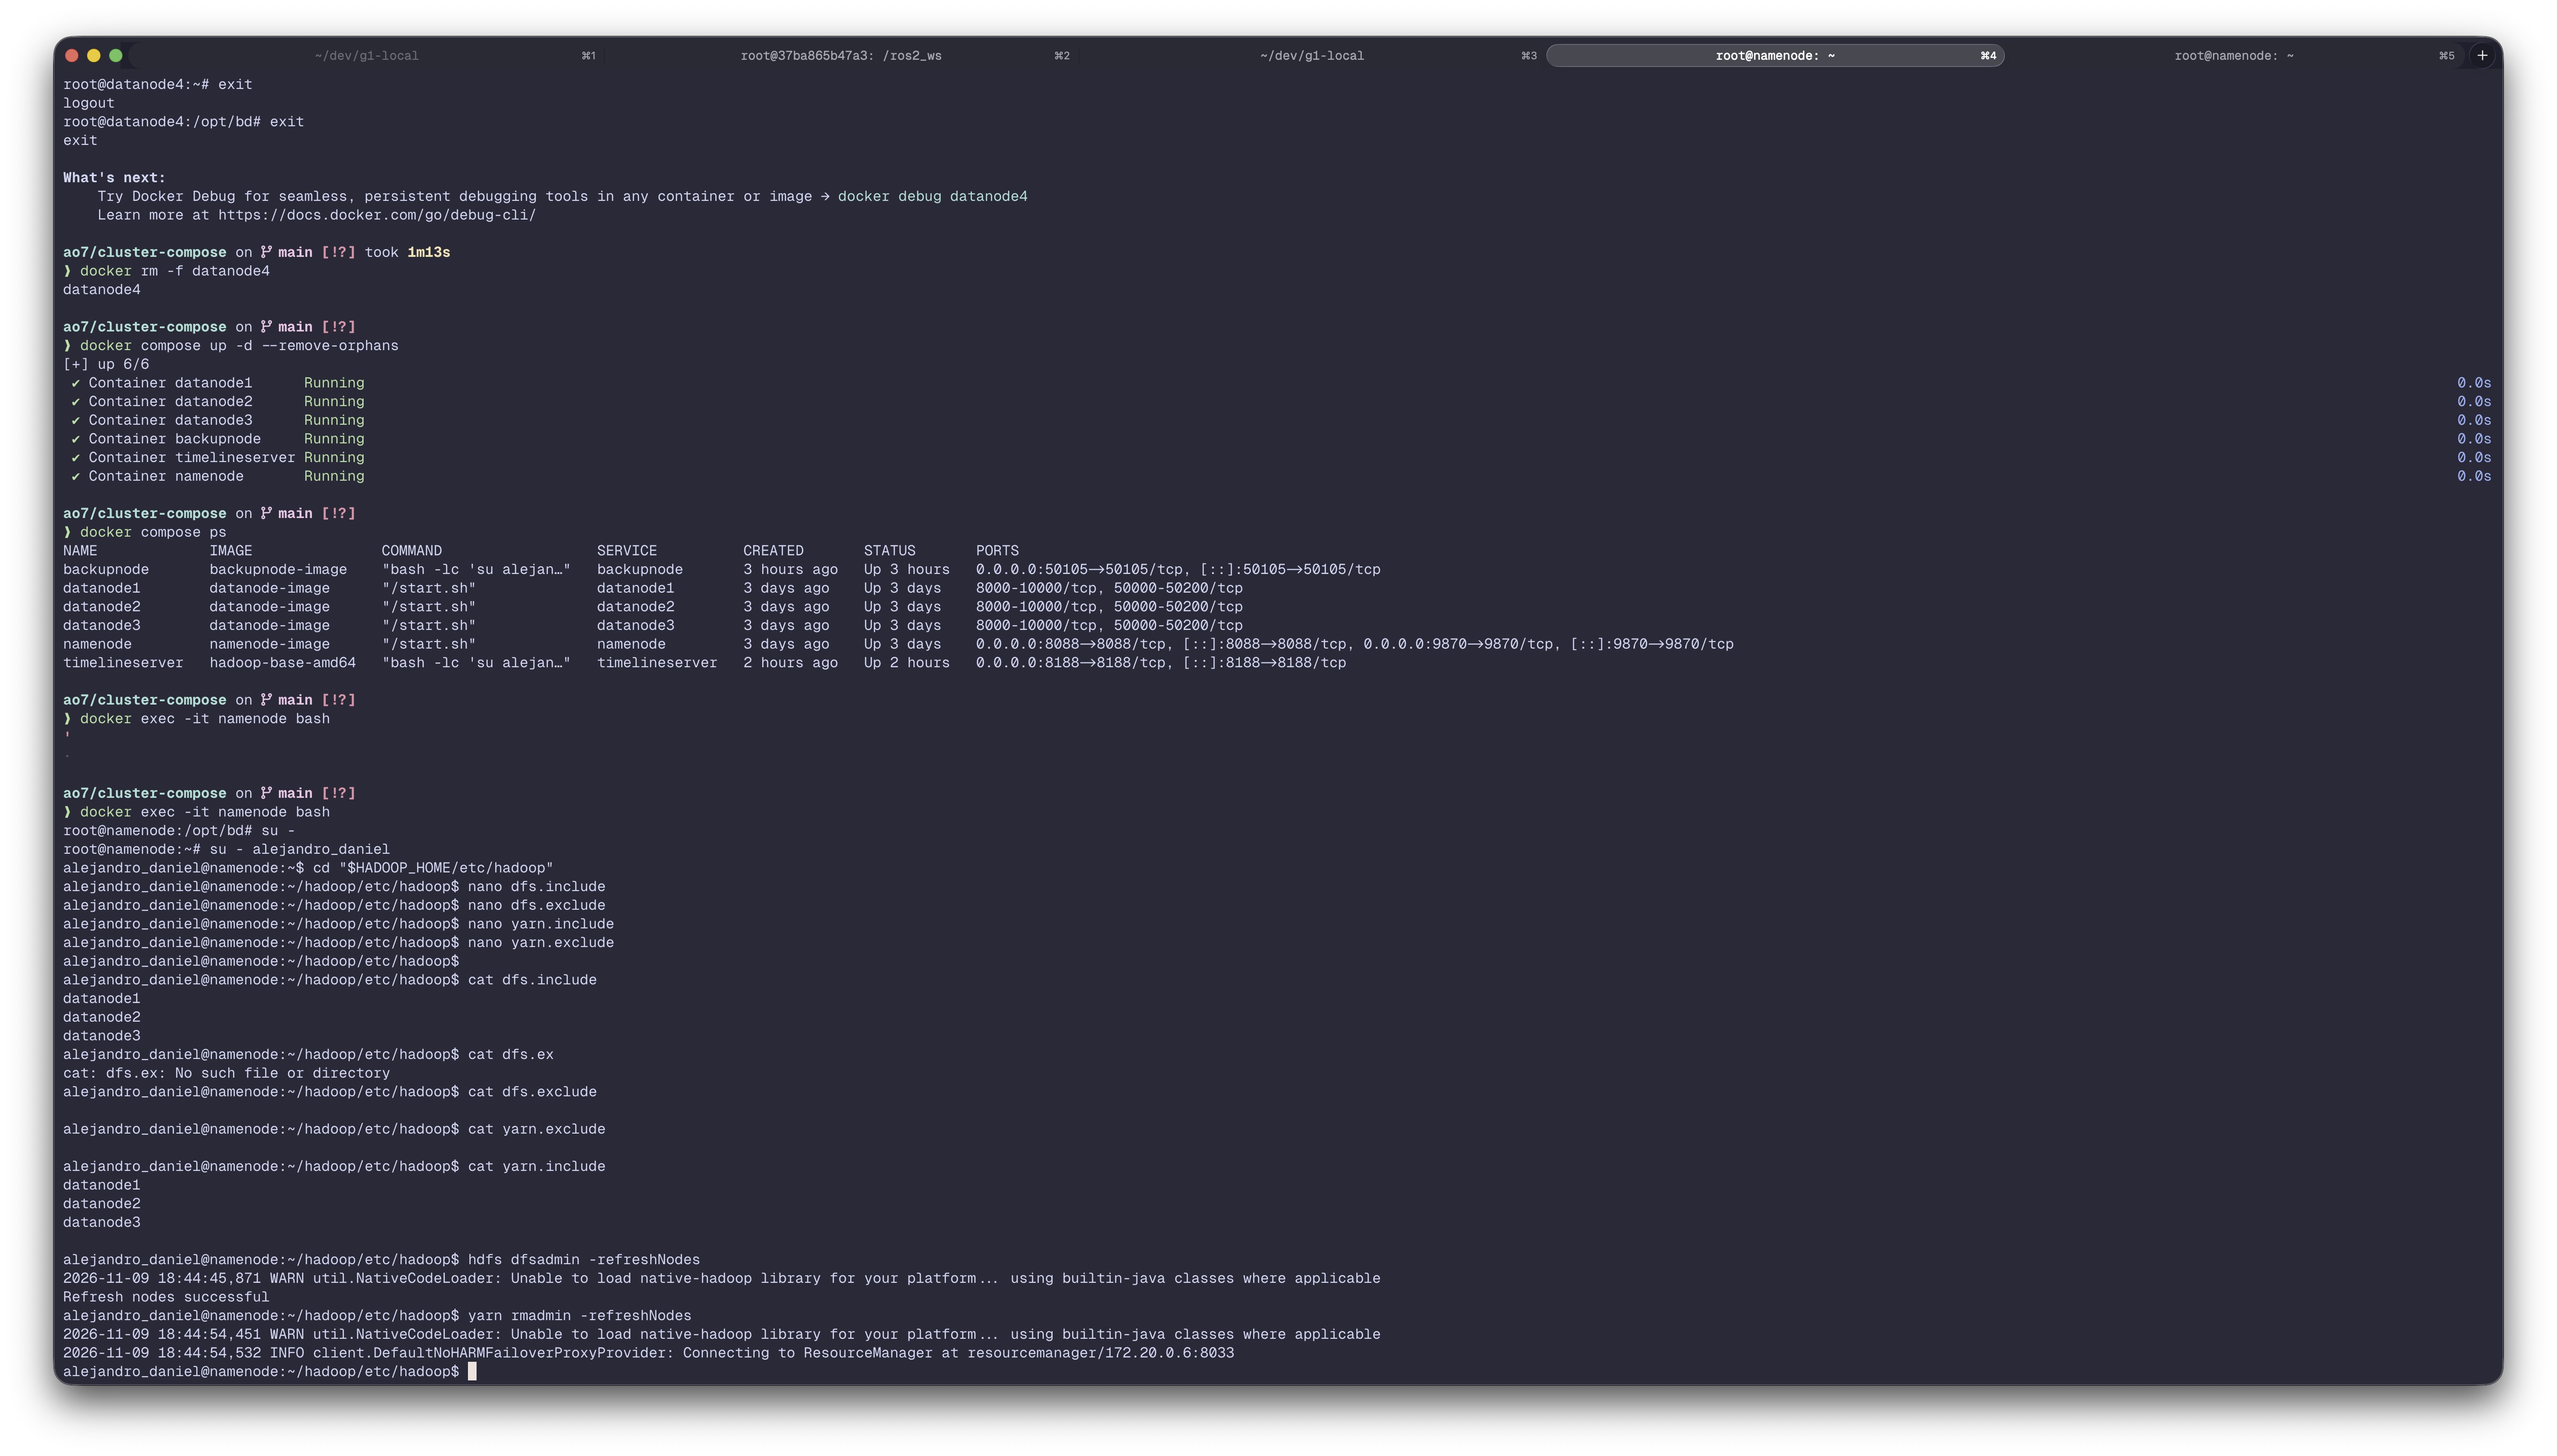 ~/dev/g1-local ⌘1 root@37ba865b47a3: /ros2_ws ⌘2 ~/dev/g1-local ⌘3 root@namenode: ~ ⌘4 root@namenode: ~ ⌘5 +
root@datanode4:~# exit
logout
root@datanode4:/opt/bd# exit
exit
What's next:
Try Docker Debug for seamless, persistent debugging tools in any container or image → docker debug datanode4
Learn more at https://docs.docker.com/go/debug-cli/
ao7/cluster-compose on main [!?] took 1m13s
❯ docker rm -f datanode4
datanode4
ao7/cluster-compose on main [!?]
❯ docker compose up -d --remove-orphans
[+] up 6/6
✔ Container datanode1 Running 0.0s
✔ Container datanode2 Running 0.0s
✔ Container datanode3 Running 0.0s
✔ Container backupnode Running 0.0s
✔ Container timelineserver Running 0.0s
✔ Container namenode Running 0.0s
ao7/cluster-compose on main [!?]
❯ docker compose ps
NAME IMAGE COMMAND SERVICE CREATED STATUS PORTS
backupnode backupnode-image "bash -lc 'su alejan…" backupnode 3 hours ago Up 3 hours 0.0.0.0:50105->50105/tcp, [::]:50105->50105/tcp
datanode1 datanode-image "/start.sh" datanode1 3 days ago Up 3 days 8000-10000/tcp, 50000-50200/tcp
datanode2 datanode-image "/start.sh" datanode2 3 days ago Up 3 days 8000-10000/tcp, 50000-50200/tcp
datanode3 datanode-image "/start.sh" datanode3 3 days ago Up 3 days 8000-10000/tcp, 50000-50200/tcp
namenode namenode-image "/start.sh" namenode 3 days ago Up 3 days 0.0.0.0:8088->8088/tcp, [::]:8088->8088/tcp, 0.0.0.0:9870->9870/tcp, [::]:9870->9870/tcp
timelineserver hadoop-base-amd64 "bash -lc 'su alejan…" timelineserver 2 hours ago Up 2 hours 0.0.0.0:8188->8188/tcp, [::]:8188->8188/tcp
ao7/cluster-compose on main [!?]
❯ docker exec -it namenode bash
'
.
ao7/cluster-compose on main [!?]
❯ docker exec -it namenode bash
root@namenode:/opt/bd# su -
root@namenode:~# su - alejandro_daniel
alejandro_daniel@namenode:~$ cd "$HADOOP_HOME/etc/hadoop"
alejandro_daniel@namenode:~/hadoop/etc/hadoop$ nano dfs.include
alejandro_daniel@namenode:~/hadoop/etc/hadoop$ nano dfs.exclude
alejandro_daniel@namenode:~/hadoop/etc/hadoop$ nano yarn.include
alejandro_daniel@namenode:~/hadoop/etc/hadoop$ nano yarn.exclude
alejandro_daniel@namenode:~/hadoop/etc/hadoop$
alejandro_daniel@namenode:~/hadoop/etc/hadoop$ cat dfs.include
datanode1
datanode2
datanode3
alejandro_daniel@namenode:~/hadoop/etc/hadoop$ cat dfs.ex
cat: dfs.ex: No such file or directory
alejandro_daniel@namenode:~/hadoop/etc/hadoop$ cat dfs.exclude
alejandro_daniel@namenode:~/hadoop/etc/hadoop$ cat yarn.exclude
alejandro_daniel@namenode:~/hadoop/etc/hadoop$ cat yarn.include
datanode1
datanode2
datanode3
alejandro_daniel@namenode:~/hadoop/etc/hadoop$ hdfs dfsadmin -refreshNodes
2026-11-09 18:44:45,871 WARN util.NativeCodeLoader: Unable to load native-hadoop library for your platform... using builtin-java classes where applicable
Refresh nodes successful
alejandro_daniel@namenode:~/hadoop/etc/hadoop$ yarn rmadmin -refreshNodes
2026-11-09 18:44:54,451 WARN util.NativeCodeLoader: Unable to load native-hadoop library for your platform... using builtin-java classes where applicable
2026-11-09 18:44:54,532 INFO client.DefaultNoHARMFailoverProxyProvider: Connecting to ResourceManager at resourcemanager/172.20.0.6:8033
alejandro_daniel@namenode:~/hadoop/etc/hadoop$